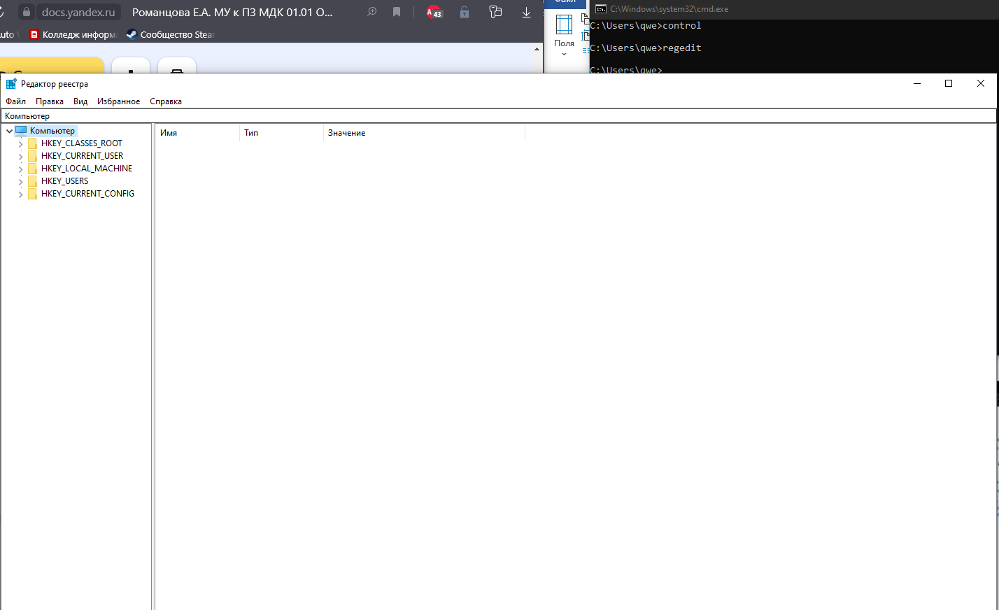 docs.yandex.ru Романцова Е.А. МУ к ПЗ МДК 01.01 О... 43
uto Колледж информ Сообщество Stea
Файл
Поля
C:\Windows\system32\cmd.exe
C:\Users\qwe>control
C:\Users\qwe>regedit
C:\Users\qwe>
Редактор реестра
Файл Правка Вид Избранное Справка
Компьютер
Компьютер
HKEY_CLASSES_ROOT
HKEY_CURRENT_USER
HKEY_LOCAL_MACHINE
HKEY_USERS
HKEY_CURRENT_CONFIG
Имя Тип Значение